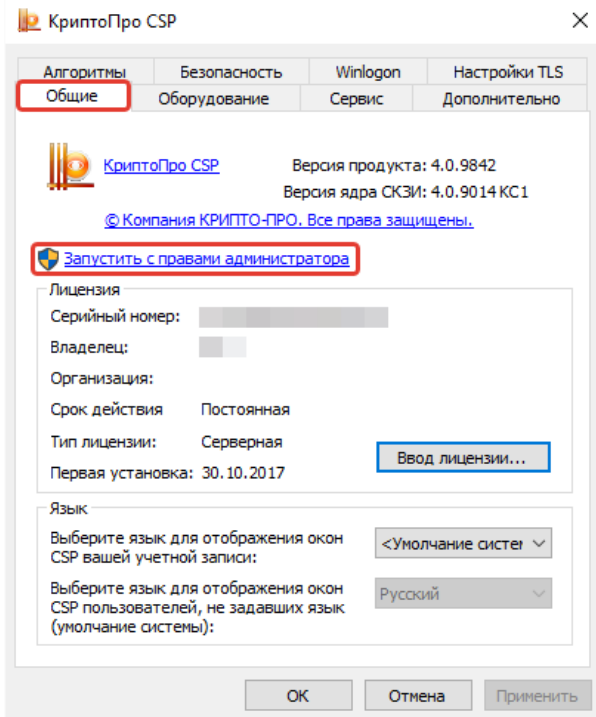 КриптоПро CSP
Алгоритмы Безопасность Winlogon Настройки TLS
Общие Оборудование Сервис Дополнительно
КриптоПро CSP Версия продукта: 4.0.9842
Версия ядра СКЗИ: 4.0.9014 КС1
© Компания КРИПТО-ПРО. Все права защищены.
Запустить с правами администратора
Лицензия
Серийный номер:
Владелец:
Организация:
Срок действия Постоянная
Тип лицензии: Серверная
Ввод лицензии...
Первая установка: 30.10.2017
Язык
Выберите язык для отображения окон
CSP вашей учетной записи:
<Умолчание систем
Выберите язык для отображения окон
CSP пользователей, не задавших язык
(умолчание системы):
Русский
ОК Отмена Применить